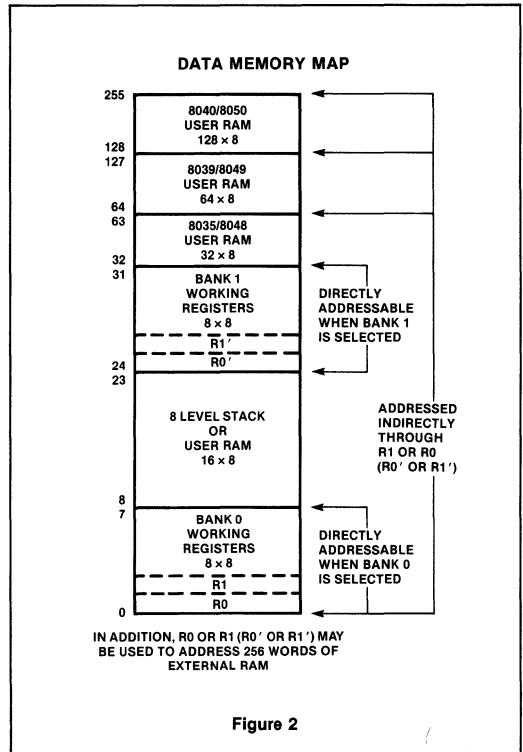 DATA MEMORY MAP
255
8040/8050
USER RAM
128 × 8
128
127
8039/8049
USER RAM
64 × 8
64
63
8035/8048
USER RAM
32 × 8
32
31
BANK 1
WORKING
REGISTERS
8 × 8
R1'
R0'
DIRECTLY
ADDRESSABLE
WHEN BANK 1
IS SELECTED
24
23
8 LEVEL STACK
OR
USER RAM
16 × 8
ADDRESSED
INDIRECTLY
THROUGH
R1 OR R0
(R0' OR R1')
8
7
BANK 0
WORKING
REGISTERS
8 × 8
R1
R0
DIRECTLY
ADDRESSABLE
WHEN BANK 0
IS SELECTED
0
IN ADDITION, R0 OR R1 (R0' OR R1') MAY
BE USED TO ADDRESS 256 WORDS OF
EXTERNAL RAM
Figure 2